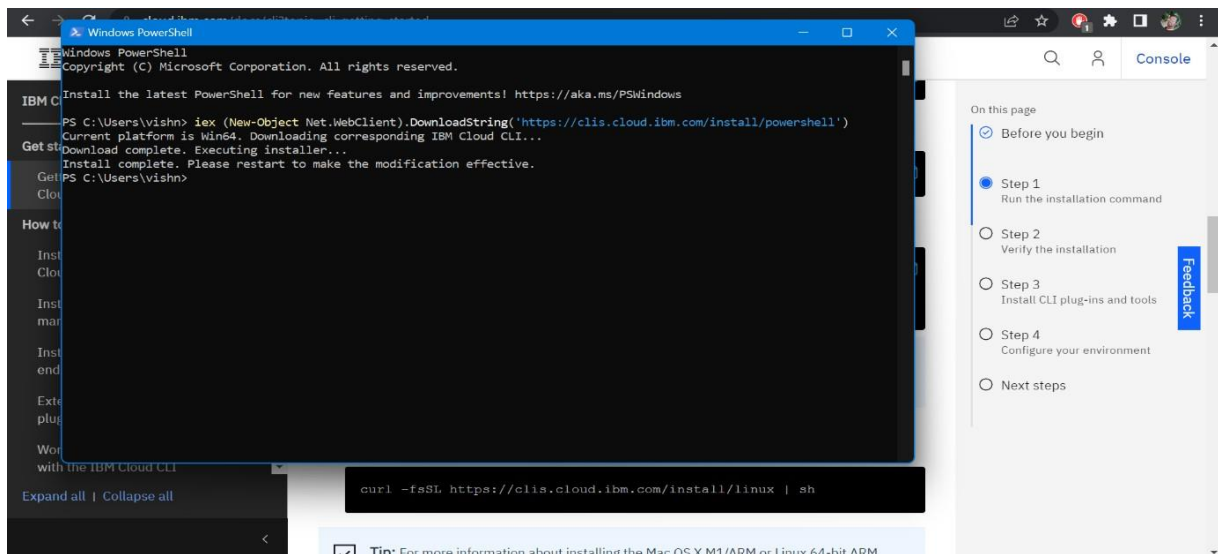 Windows PowerShell
Windows PowerShell
Copyright (C) Microsoft Corporation. All rights reserved.
Install the latest PowerShell for new features and improvements! https://aka.ms/PSWindows
PS C:\Users\vishn> iex (New-Object Net.WebClient).DownloadString('https://clis.cloud.ibm.com/install/powershell')
Current platform is Win64. Downloading corresponding IBM Cloud CLI...
Download complete. Executing installer...
Install complete. Please restart to make the modification effective.
PS C:\Users\vishn>
IBM
Get
How
with the IBM Cloud CLI
Expand all | Collapse all
curl -fsSL https://clis.cloud.ibm.com/install/linux | sh
Tip: For more information about installing the Mac OS X M1/ARM or Linux 64-bit ARM
Console
On this page
Before you begin
Step 1
Run the installation command
Step 2
Verify the installation
Step 3
Install CLI plug-ins and tools
Step 4
Configure your environment
Next steps
Feedback